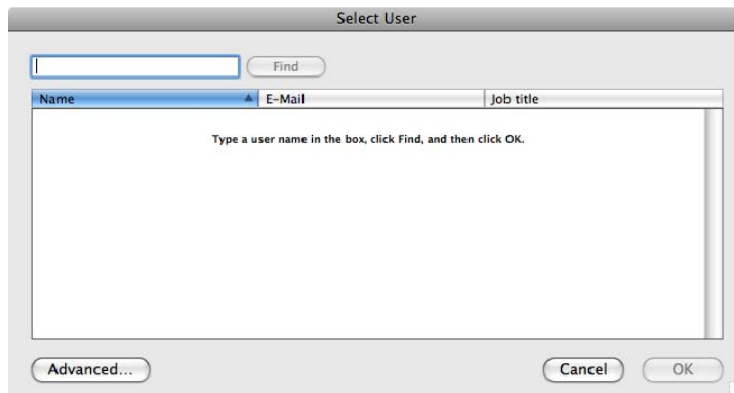 Select User
Find
Name E-Mail Job title
Type a user name in the box, click Find, and then click OK.
Advanced... Cancel OK